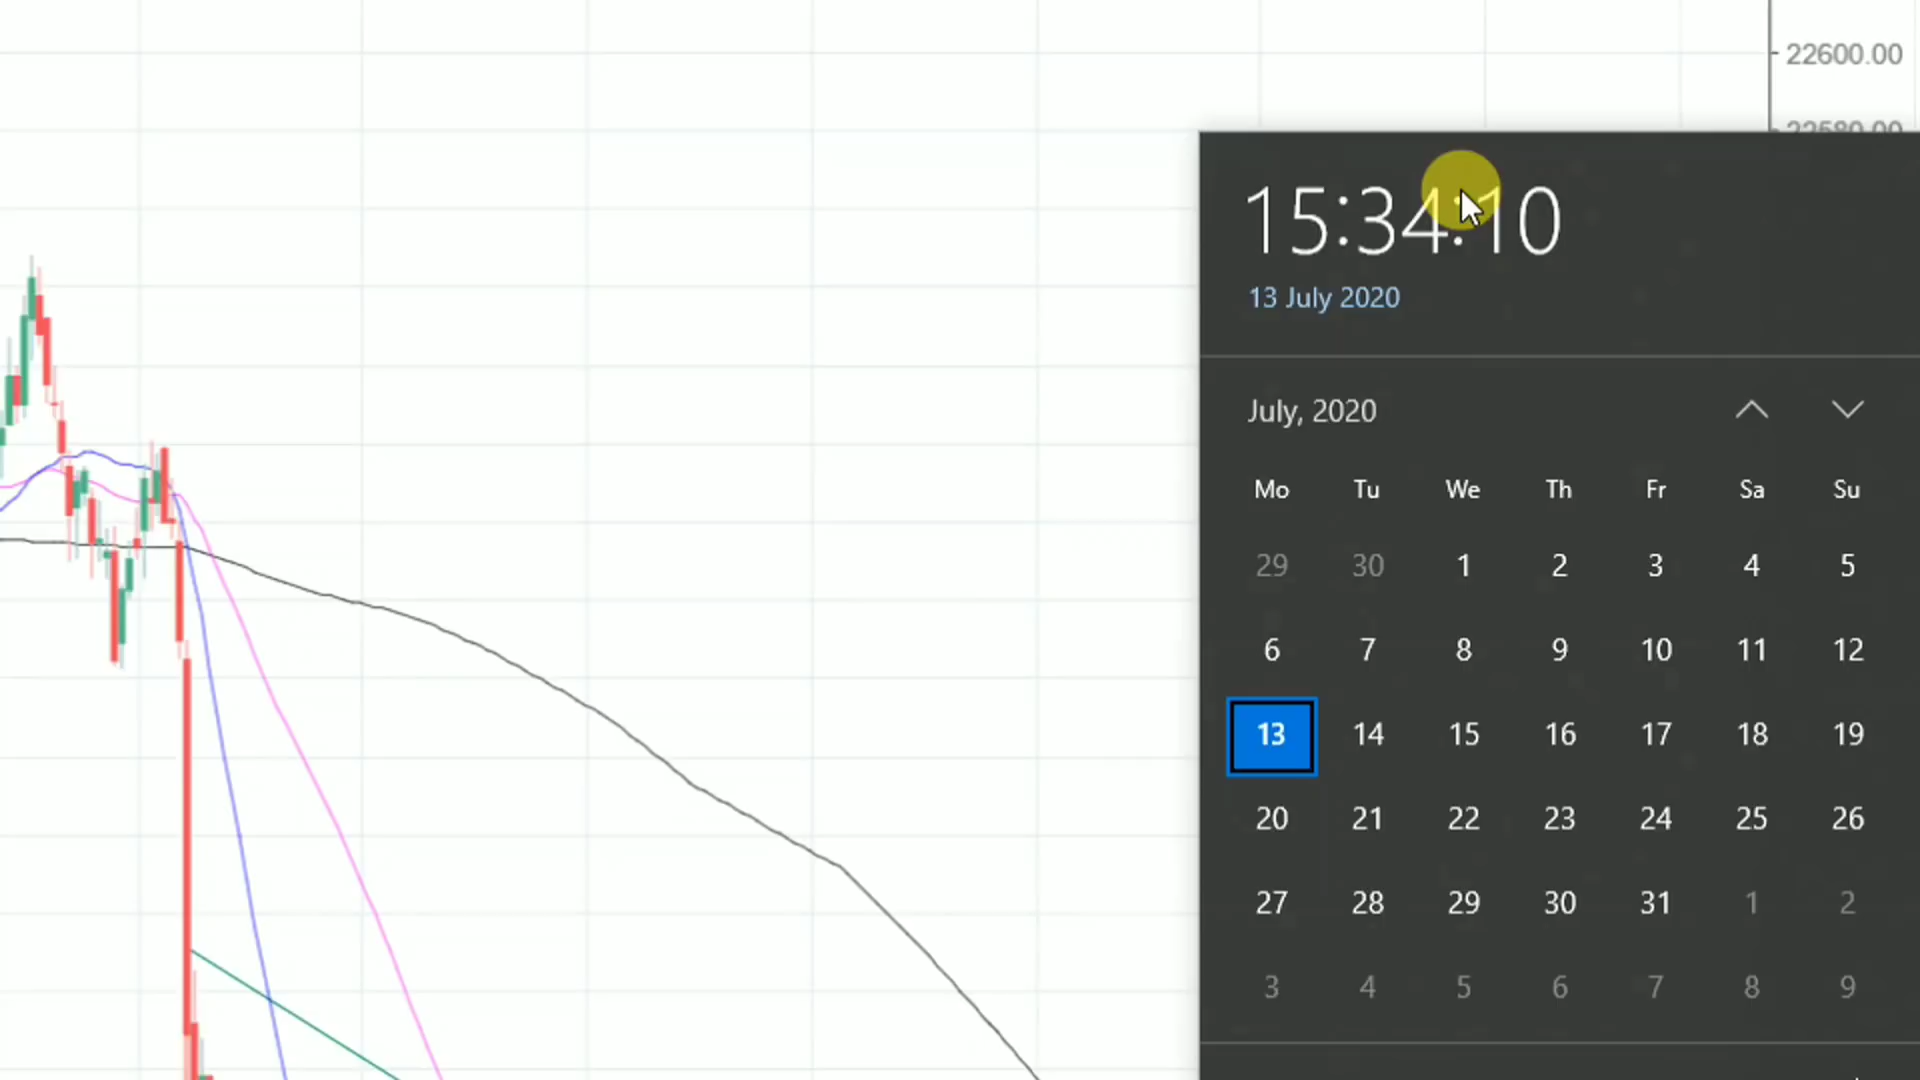 22600.00
22580.00
15:34:10
13 July 2020
July, 2020
Mo Tu We Th Fr Sa Su
29 30 1 2 3 4 5
6 7 8 9 10 11 12
13 14 15 16 17 18 19
20 21 22 23 24 25 26
27 28 29 30 31 1 2
3 4 5 6 7 8 9